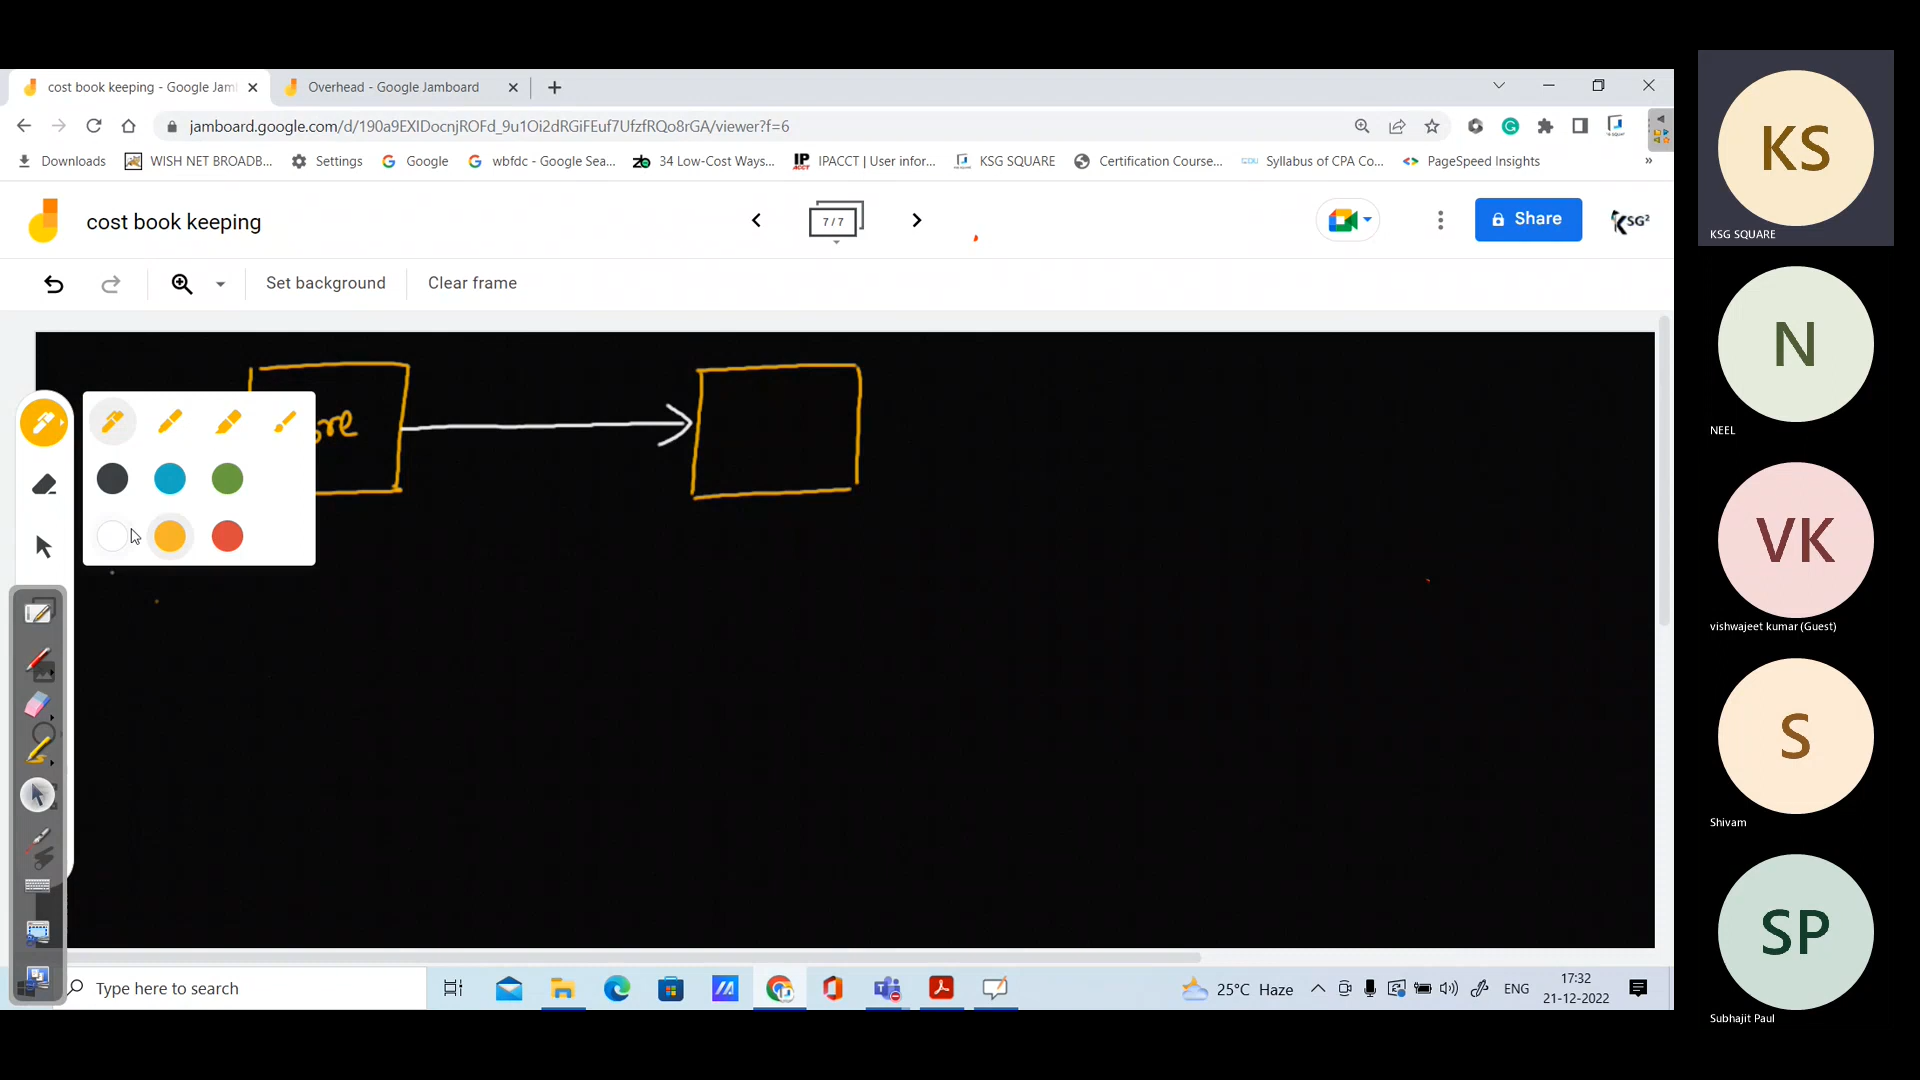 cost book keeping - Google Jam
Overhead - Google Jamboard
jamboard.google.com/d/190a9EXIDocnjROFd_9u1Oi2dRGiFEuf7UfzfRQo8rGA/viewer?f=6
Downloads
WISH NET BROADB...
Settings
Google
wbfdc - Google Sea...
34 Low-Cost Ways...
IPACCT | User infor...
KSG SQUARE
Certification Course...
Syllabus of CPA Co...
PageSpeed Insights
»
cost book keeping
7 / 7
Share
KSG²
Set background
Clear frame
ore
Type here to search
25°C Haze
ENG
17:32
21-12-2022
KS
KSG SQUARE
N
NEEL
VK
vishwajeet kumar (Guest)
S
Shivam
SP
Subhajit Paul